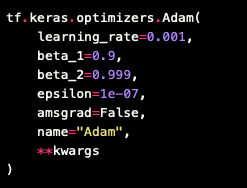 tf.keras.optimizers.Adam(
    learning_rate=0.001,
    beta_1=0.9,
    beta_2=0.999,
    epsilon=1e-07,
    amsgrad=False,
    name="Adam",
    **kwargs
)